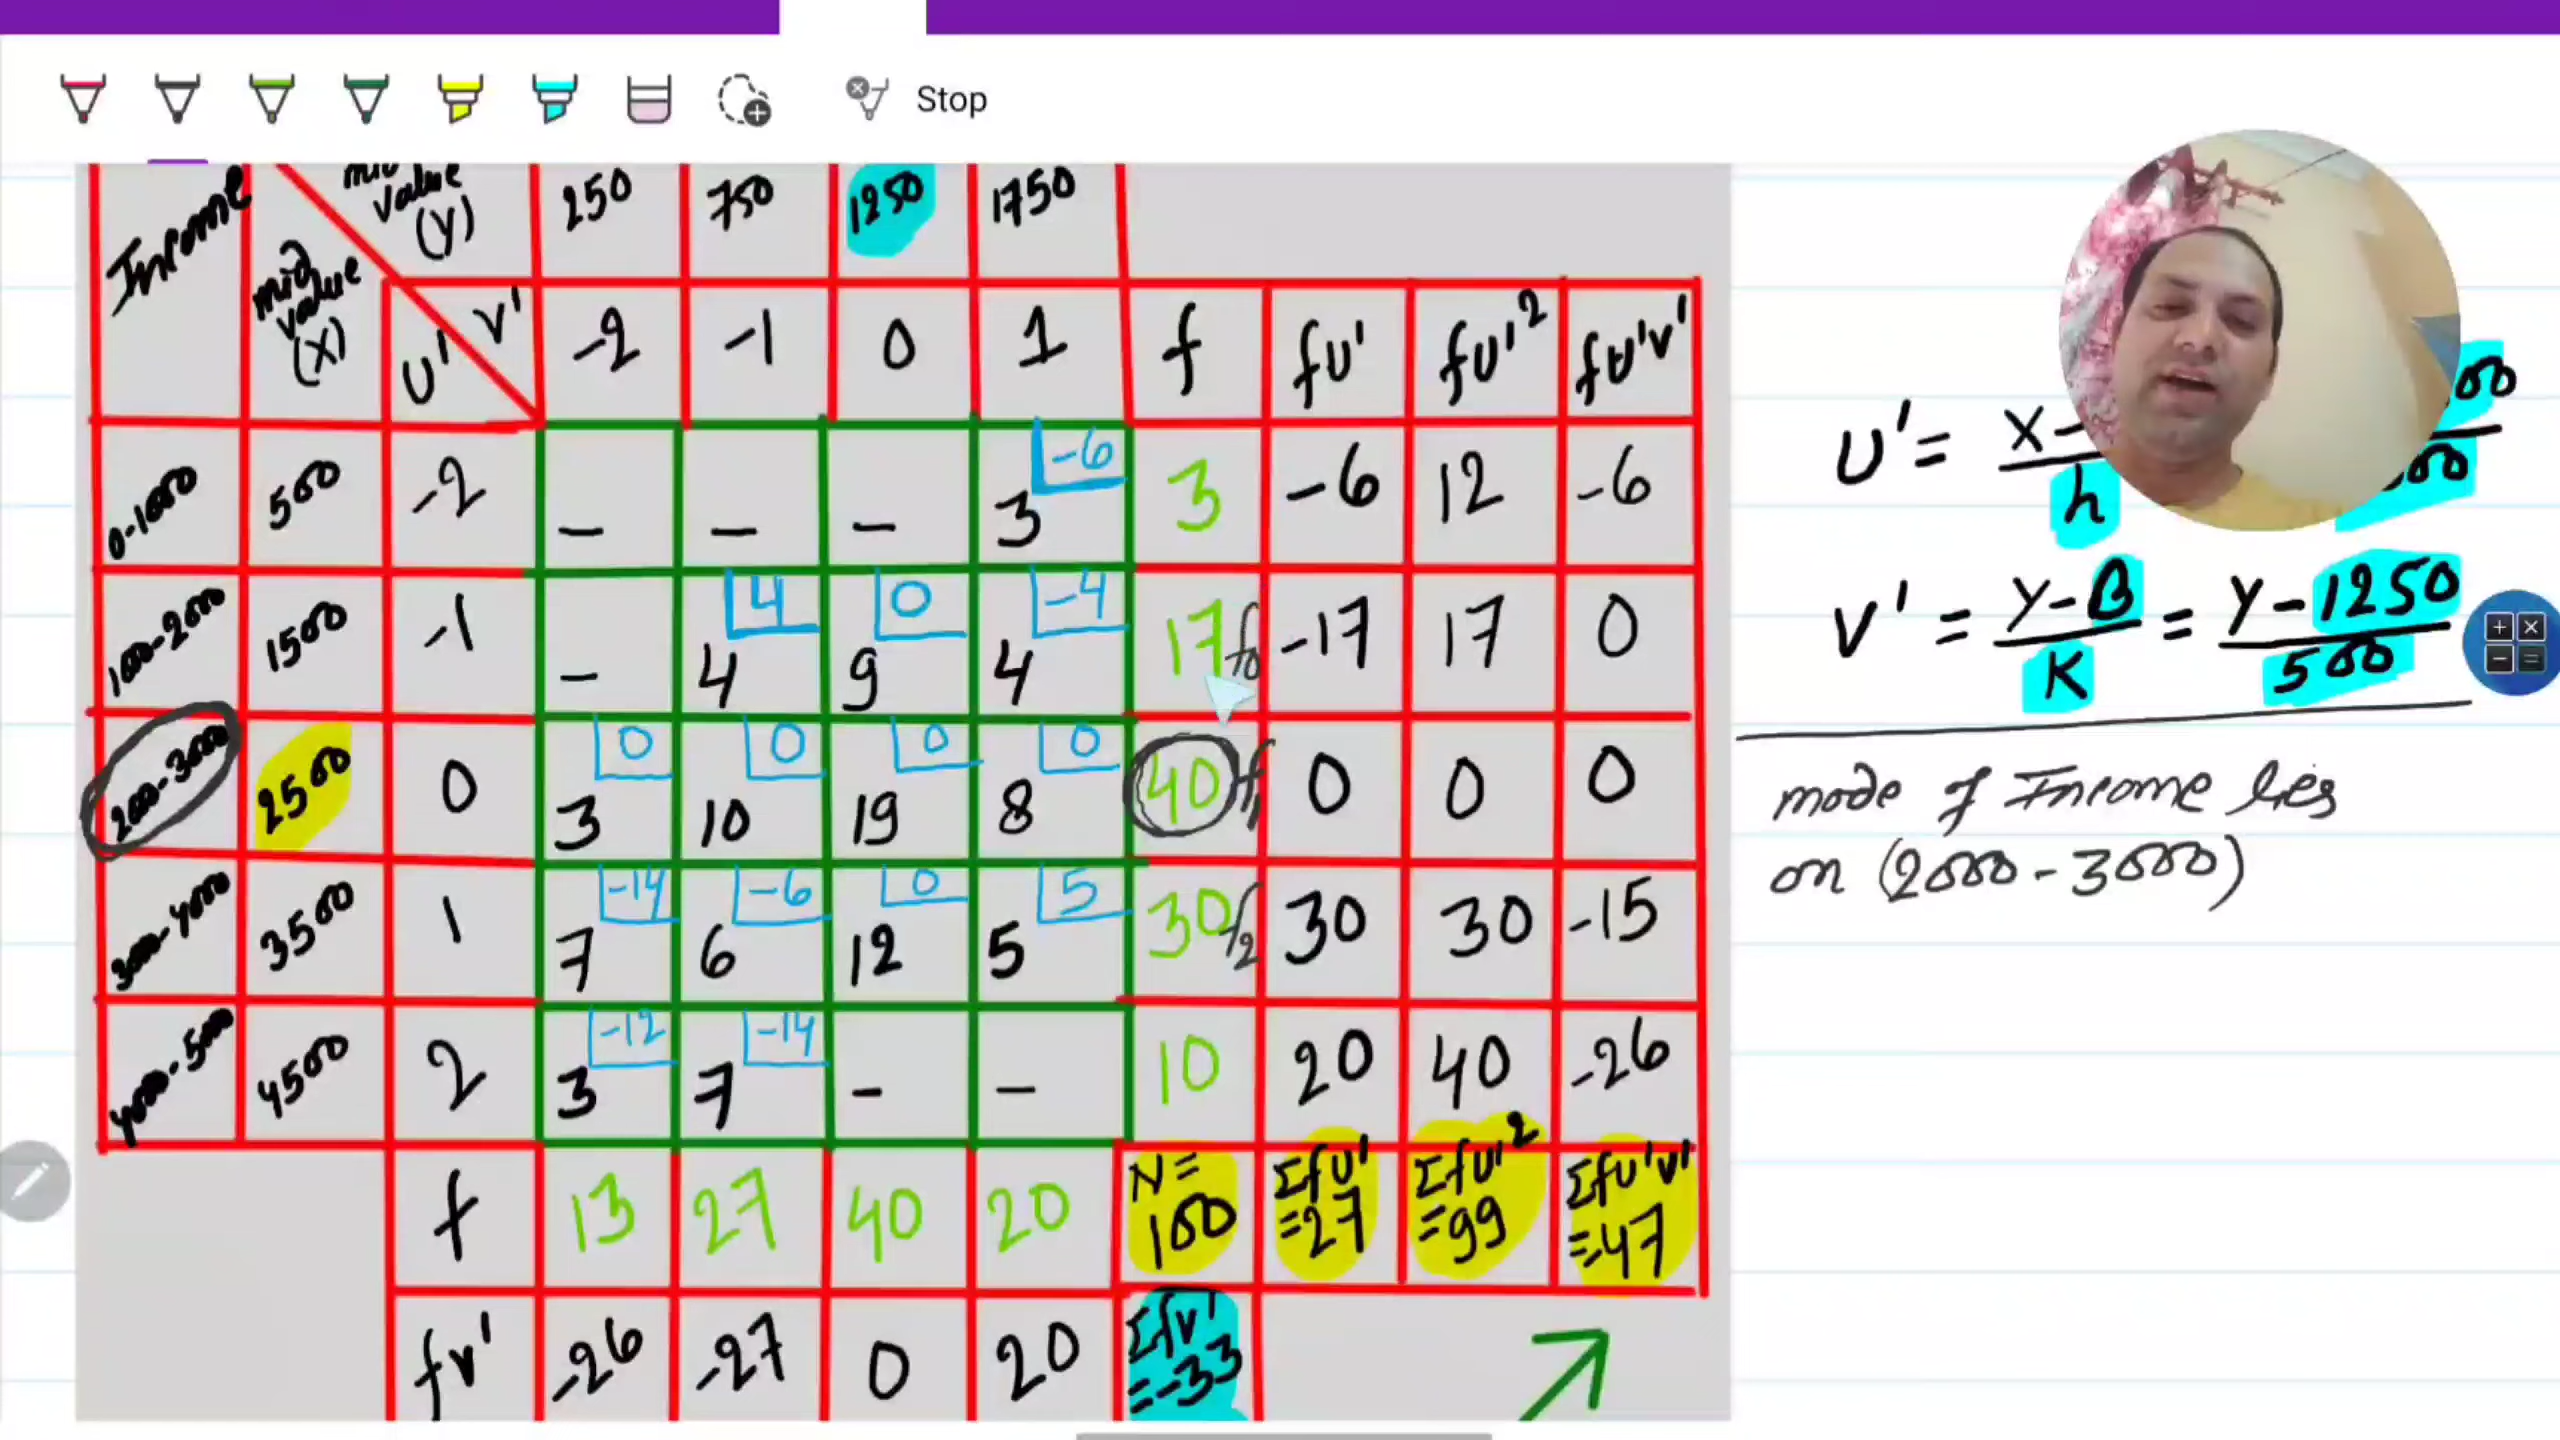 Stop
Income
mid value (X)
mid value (Y)
250 750 1250 1750
U' V' -2 -1 0 1 f fU' fU'² fU'V'
0-1000 500 -2 - - - 3 -6 3 -6 12 -6
1000-2000 1500 -1 - 4 4 9 0 4 -4 17 f0 -17 17 0
2000-3000 2500 0 3 0 10 0 19 0 8 0 40 f1 0 0 0
3000-4000 3500 1 7 -14 6 -6 12 0 5 5 30 f2 30 30 -15
4000-5000 4500 2 3 -12 7 -14 - - 10 20 40 -26
f 13 27 40 20 N= 100 ΣfU' =27 ΣfU'² =99 ΣfU'V' =-47
fV' -26 -27 0 20 ΣfV' =-33
U' = X- / h
V' = Y-B / K = Y-1250 / 500
mode of Income lies
on (2000-3000)